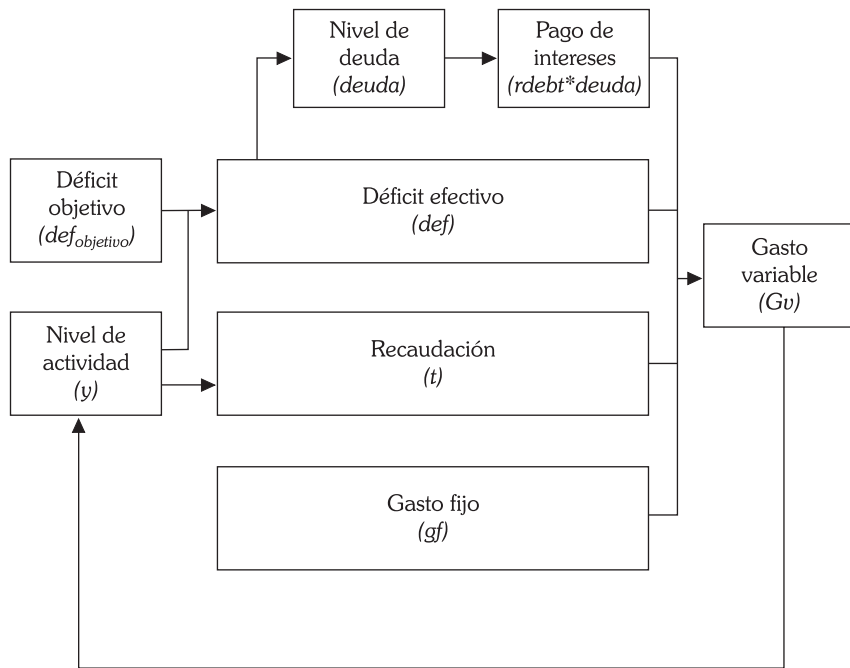 Nivel de
deuda
(deuda)
Pago de
intereses
(rdebt*deuda)
Déficit
objetivo
(def_objetivo)
Déficit efectivo
(def)
Gasto
variable
(Gv)
Nivel de
actividad
(y)
Recaudación
(t)
Gasto fijo
(gf)